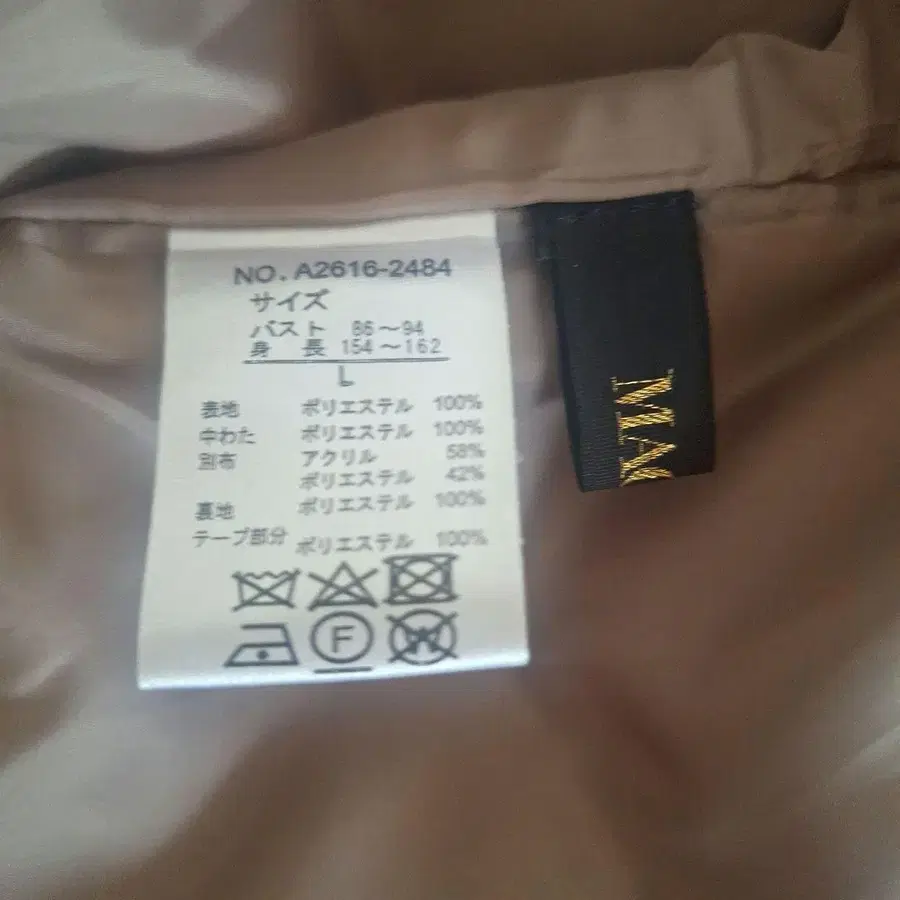 NO. A2616-2484
サイズ
バスト 86～94
身 長 154～162
L
表地 ポリエステル 100%
中わた ポリエステル 100%
別布 アクリル 58%
ポリエステル 42%
裏地 ポリエステル 100%
テープ部分 ポリエステル 100%
F
W